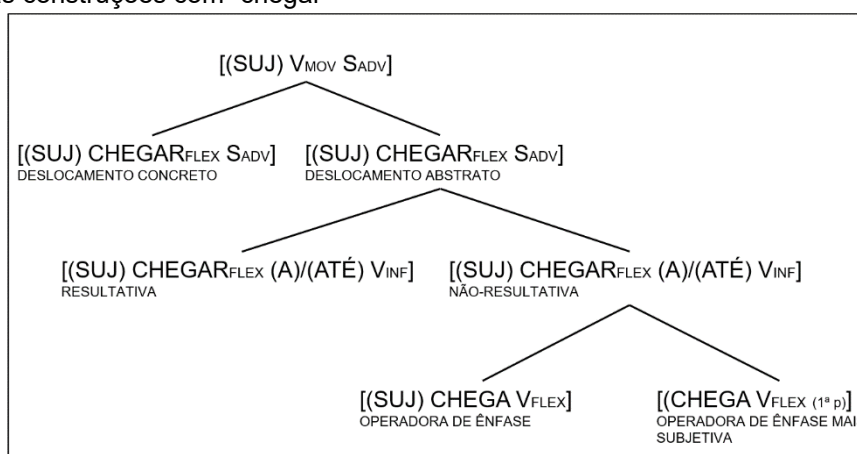 construções com "chegar"
[(SUJ) VMOV SADV]
[(SUJ) CHEGARFLEX SADV] [(SUJ) CHEGARFLEX SADV]
DESLOCAMENTO CONCRETO DESLOCAMENTO ABSTRATO
[(SUJ) CHEGARFLEX (A)/(ATÉ) VINF] [(SUJ) CHEGARFLEX (A)/(ATÉ) VINF]
RESULTATIVA NÃO-RESULTATIVA
[(SUJ) CHEGA VFLEX] [(CHEGA VFLEX (1ª p)]
OPERADORA DE ÊNFASE OPERADORA DE ÊNFASE MAI
SUBJETIVA